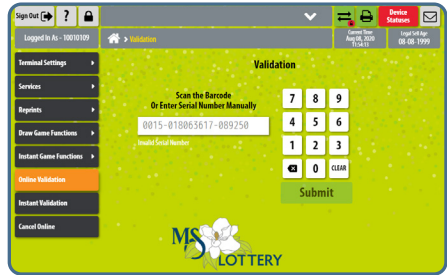 Sign Out ?
Device Statuses
Logged In As - 10010109
> Validation
Current Time
Aug 08, 2020
11:54:13
Legal Sell Age:
08-08-1999
Terminal Settings
Services
Reprints
Draw Game Functions
Instant Game Functions
Online Validation
Instant Validation
Cancel Online
Validation
Scan the Barcode
Or Enter Serial Number Manually
0015-018063617-089250
Invalid Serial Number
7 8 9
4 5 6
1 2 3
0 CLEAR
Submit
MS
LOTTERY